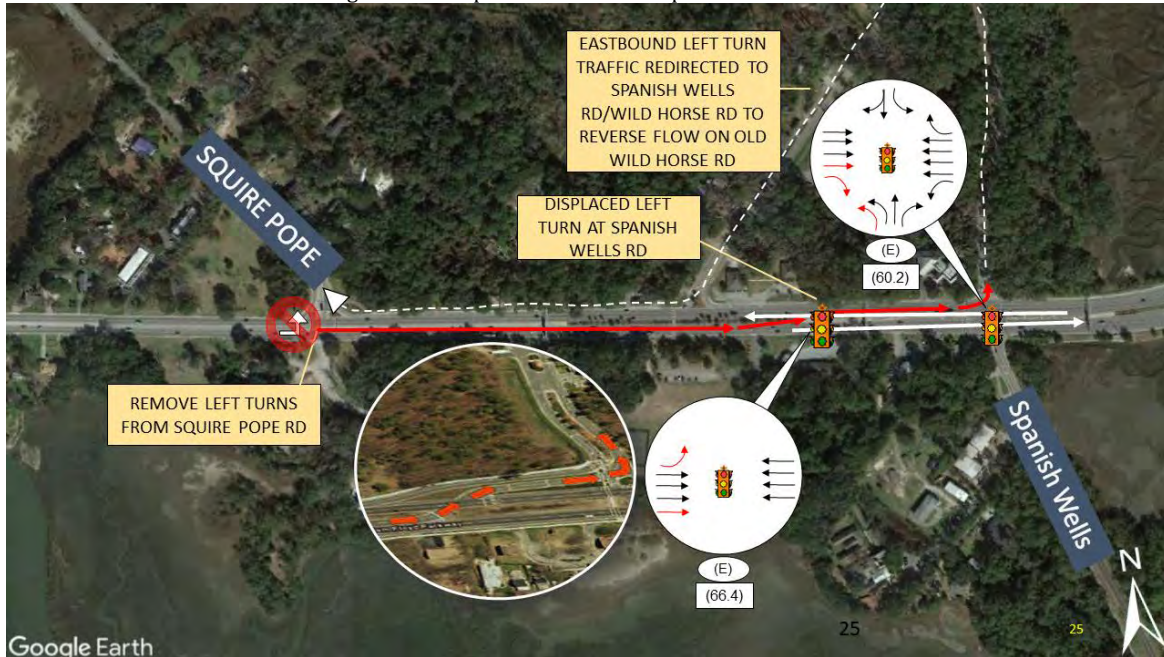 EASTBOUND LEFT TURN
TRAFFIC REDIRECTED TO
SPANISH WELLS
RD/WILD HORSE RD TO
REVERSE FLOW ON OLD
WILD HORSE RD
SQUIRE POPE
DISPLACED LEFT
TURN AT SPANISH
WELLS RD
(E)
(60.2)
REMOVE LEFT TURNS
FROM SQUIRE POPE RD
Spanish Wells
(E)
(66.4)
N
Google Earth
25
25